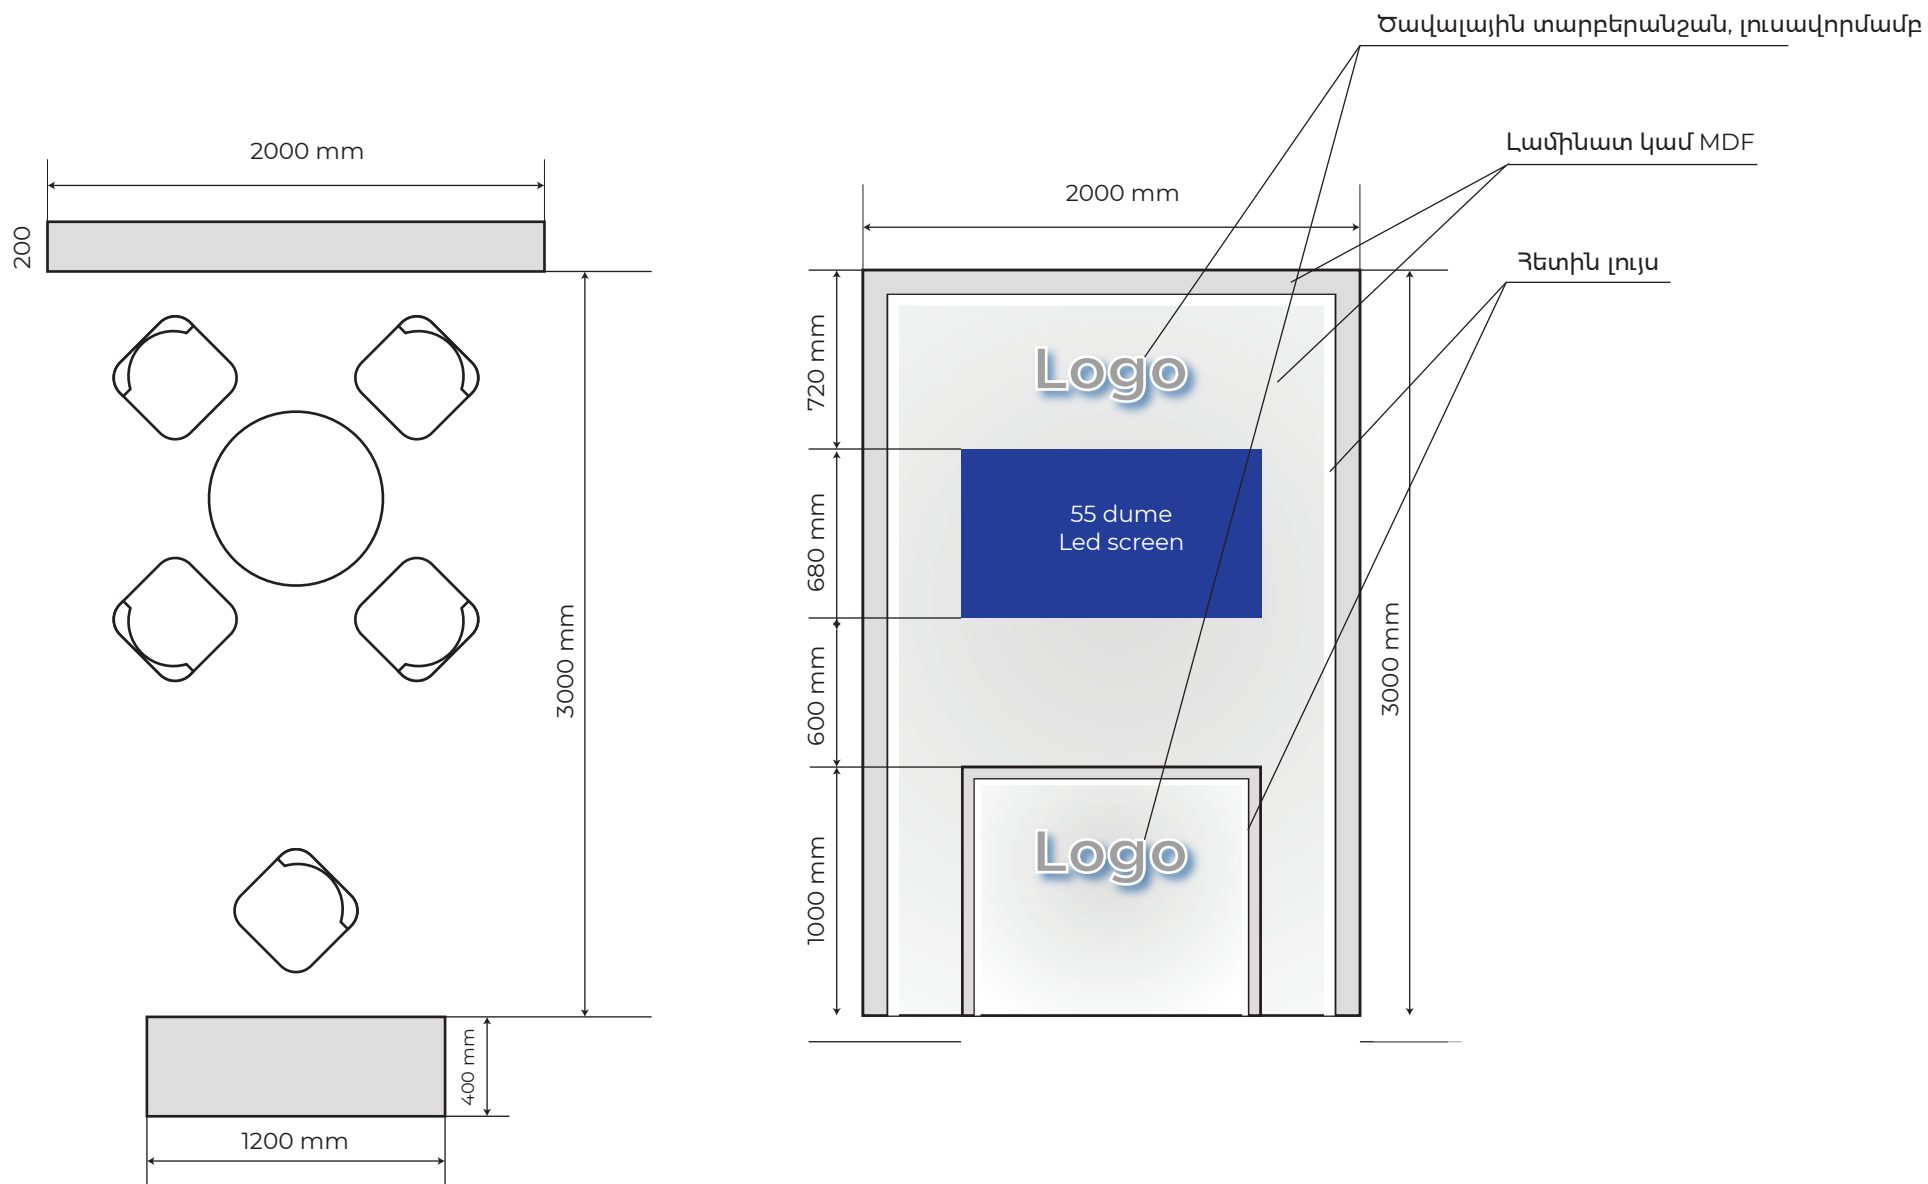 Ծավալային տարբերանշան, լուսավորմամբ
Լամինատ կամ MDF
Հետին լույս
2000 mm
200
3000 mm
400 mm
1200 mm
2000 mm
720 mm
680 mm
600 mm
1000 mm
3000 mm
Logo
55 dume
Led screen
Logo